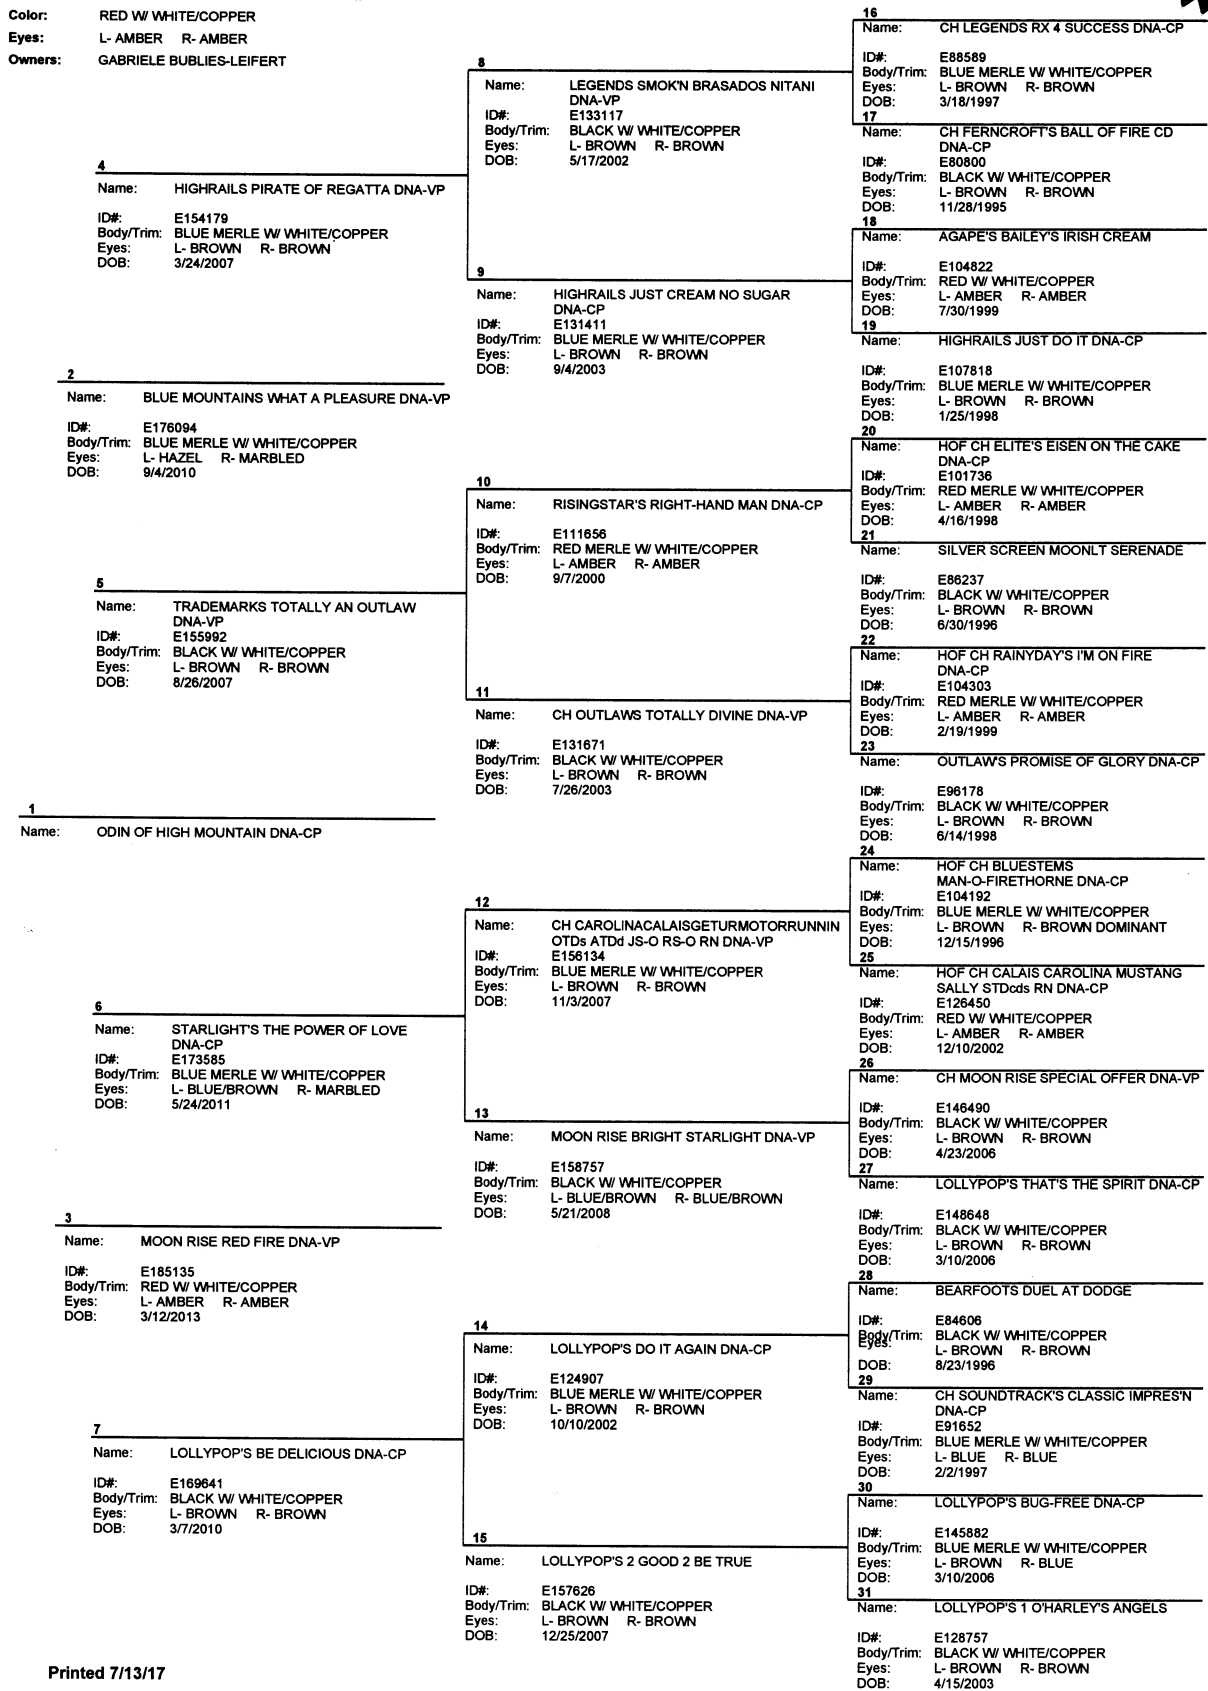 Color: RED W/ WHITE/COPPER
Eyes: L- AMBER R- AMBER
Owners: GABRIELE BUBLIES-LEIFERT
1
Name: ODIN OF HIGH MOUNTAIN DNA-CP
2
Name: BLUE MOUNTAINS WHAT A PLEASURE DNA-VP
ID#: E176094
Body/Trim: BLUE MERLE W/ WHITE/COPPER
Eyes: L- HAZEL R- MARBLED
DOB: 9/4/2010
3
Name: MOON RISE RED FIRE DNA-VP
ID#: E185135
Body/Trim: RED W/ WHITE/COPPER
Eyes: L- AMBER R- AMBER
DOB: 3/12/2013
4
Name: HIGHRAILS PIRATE OF REGATTA DNA-VP
ID#: E154179
Body/Trim: BLUE MERLE W/ WHITE/COPPER
Eyes: L- BROWN R- BROWN
DOB: 3/24/2007
5
Name: TRADEMARKS TOTALLY AN OUTLAW
DNA-VP
ID#: E155992
Body/Trim: BLACK W/ WHITE/COPPER
Eyes: L- BROWN R- BROWN
DOB: 8/26/2007
6
Name: STARLIGHT'S THE POWER OF LOVE
DNA-CP
ID#: E173585
Body/Trim: BLUE MERLE W/ WHITE/COPPER
Eyes: L- BLUE/BROWN R- MARBLED
DOB: 5/24/2011
7
Name: LOLLYPOP'S BE DELICIOUS DNA-CP
ID#: E169641
Body/Trim: BLACK W/ WHITE/COPPER
Eyes: L- BROWN R- BROWN
DOB: 3/7/2010
8
Name: LEGENDS SMOK'N BRASADOS NITANI
DNA-VP
ID#: E133117
Body/Trim: BLACK W/ WHITE/COPPER
Eyes: L- BROWN R- BROWN
DOB: 5/17/2002
9
Name: HIGHRAILS JUST CREAM NO SUGAR
DNA-CP
ID#: E131411
Body/Trim: BLUE MERLE W/ WHITE/COPPER
Eyes: L- BROWN R- BROWN
DOB: 9/4/2003
10
Name: RISINGSTAR'S RIGHT-HAND MAN DNA-CP
ID#: E111656
Body/Trim: RED MERLE W/ WHITE/COPPER
Eyes: L- AMBER R- AMBER
DOB: 9/7/2000
11
Name: CH OUTLAWS TOTALLY DIVINE DNA-VP
ID#: E131671
Body/Trim: BLACK W/ WHITE/COPPER
Eyes: L- BROWN R- BROWN
DOB: 7/26/2003
12
Name: CH CAROLINACALAISGETURMOTORRUNNIN
OTDs ATDd JS-O RS-O RN DNA-VP
ID#: E156134
Body/Trim: BLUE MERLE W/ WHITE/COPPER
Eyes: L- BROWN R- BROWN
DOB: 11/3/2007
13
Name: MOON RISE BRIGHT STARLIGHT DNA-VP
ID#: E158757
Body/Trim: BLACK W/ WHITE/COPPER
Eyes: L- BLUE/BROWN R- BLUE/BROWN
DOB: 5/21/2008
14
Name: LOLLYPOP'S DO IT AGAIN DNA-CP
ID#: E124907
Body/Trim: BLUE MERLE W/ WHITE/COPPER
Eyes: L- BROWN R- BROWN
DOB: 10/10/2002
15
Name: LOLLYPOP'S 2 GOOD 2 BE TRUE
ID#: E157626
Body/Trim: BLACK W/ WHITE/COPPER
Eyes: L- BROWN R- BROWN
DOB: 12/25/2007
16
Name: CH LEGENDS RX 4 SUCCESS DNA-CP
ID#: E88589
Body/Trim: BLUE MERLE W/ WHITE/COPPER
Eyes: L- BROWN R- BROWN
DOB: 3/18/1997
17
Name: CH FERNCROFT'S BALL OF FIRE CD
DNA-CP
ID#: E80800
Body/Trim: BLACK W/ WHITE/COPPER
Eyes: L- BROWN R- BROWN
DOB: 11/28/1995
18
Name: AGAPE'S BAILEY'S IRISH CREAM
ID#: E104822
Body/Trim: RED W/ WHITE/COPPER
Eyes: L- AMBER R- AMBER
DOB: 7/30/1999
19
Name: HIGHRAILS JUST DO IT DNA-CP
ID#: E107818
Body/Trim: BLUE MERLE W/ WHITE/COPPER
Eyes: L- BROWN R- BROWN
DOB: 1/25/1998
20
Name: HOF CH ELITE'S EISEN ON THE CAKE
DNA-CP
ID#: E101736
Body/Trim: RED MERLE W/ WHITE/COPPER
Eyes: L- AMBER R- AMBER
DOB: 4/16/1998
21
Name: SILVER SCREEN MOONLT SERENADE
ID#: E86237
Body/Trim: BLACK W/ WHITE/COPPER
Eyes: L- BROWN R- BROWN
DOB: 6/30/1996
22
Name: HOF CH RAINYDAY'S I'M ON FIRE
DNA-CP
ID#: E104303
Body/Trim: RED MERLE W/ WHITE/COPPER
Eyes: L- AMBER R- AMBER
DOB: 2/19/1999
23
Name: OUTLAW'S PROMISE OF GLORY DNA-CP
ID#: E96178
Body/Trim: BLACK W/ WHITE/COPPER
Eyes: L- BROWN R- BROWN
DOB: 6/14/1998
24
Name: HOF CH BLUESTEMS
MAN-O-FIRETHORNE DNA-CP
ID#: E104192
Body/Trim: BLUE MERLE W/ WHITE/COPPER
Eyes: L- BROWN R- BROWN DOMINANT
DOB: 12/15/1996
25
Name: HOF CH CALAIS CAROLINA MUSTANG
SALLY STDcds RN DNA-CP
ID#: E126450
Body/Trim: RED W/ WHITE/COPPER
Eyes: L- AMBER R- AMBER
DOB: 12/10/2002
26
Name: CH MOON RISE SPECIAL OFFER DNA-VP
ID#: E146490
Body/Trim: BLACK W/ WHITE/COPPER
Eyes: L- BROWN R- BROWN
DOB: 4/23/2006
27
Name: LOLLYPOP'S THAT'S THE SPIRIT DNA-CP
ID#: E148648
Body/Trim: BLACK W/ WHITE/COPPER
Eyes: L- BROWN R- BROWN
DOB: 3/10/2006
28
Name: BEARFOOTS DUEL AT DODGE
ID#: E84606
Body/Trim: BLACK W/ WHITE/COPPER
Eyes: L- BROWN R- BROWN
DOB: 8/23/1996
29
Name: CH SOUNDTRACK'S CLASSIC IMPRES'N
DNA-CP
ID#: E91652
Body/Trim: BLUE MERLE W/ WHITE/COPPER
Eyes: L- BLUE R- BLUE
DOB: 2/2/1997
30
Name: LOLLYPOP'S BUG-FREE DNA-CP
ID#: E145882
Body/Trim: BLUE MERLE W/ WHITE/COPPER
Eyes: L- BROWN R- BLUE
DOB: 3/10/2006
31
Name: LOLLYPOP'S 1 O'HARLEY'S ANGELS
ID#: E128757
Body/Trim: BLACK W/ WHITE/COPPER
Eyes: L- BROWN R- BROWN
DOB: 4/15/2003
Printed 7/13/17